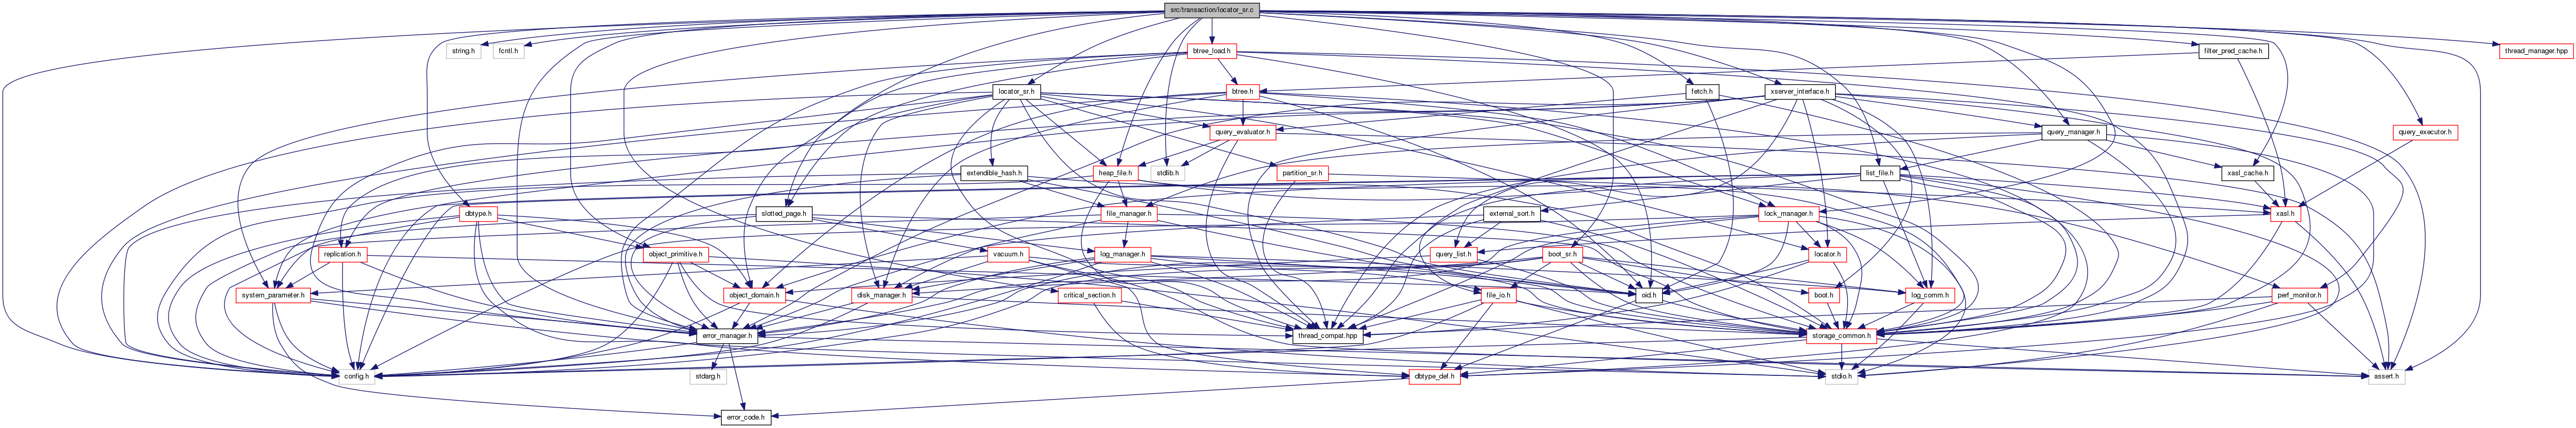 src/transaction/locator_sr.c
string.h
fcntl.h
btree_load.h
filter_pred_cache.h
thread_manager.hpp
locator_sr.h
btree.h
fetch.h
xserver_interface.h
query_evaluator.h
query_manager.h
query_executor.h
extendible_hash.h
heap_file.h
stdlib.h
partition_sr.h
list_file.h
xasl_cache.h
dbtype.h
slotted_page.h
file_manager.h
external_sort.h
lock_manager.h
xasl.h
replication.h
object_primitive.h
vacuum.h
log_manager.h
query_list.h
boot_sr.h
locator.h
system_parameter.h
object_domain.h
disk_manager.h
critical_section.h
file_io.h
oid.h
boot.h
log_comm.h
perf_monitor.h
error_manager.h
thread_compat.hpp
storage_common.h
config.h
stdarg.h
dbtype_def.h
stdio.h
assert.h
error_code.h